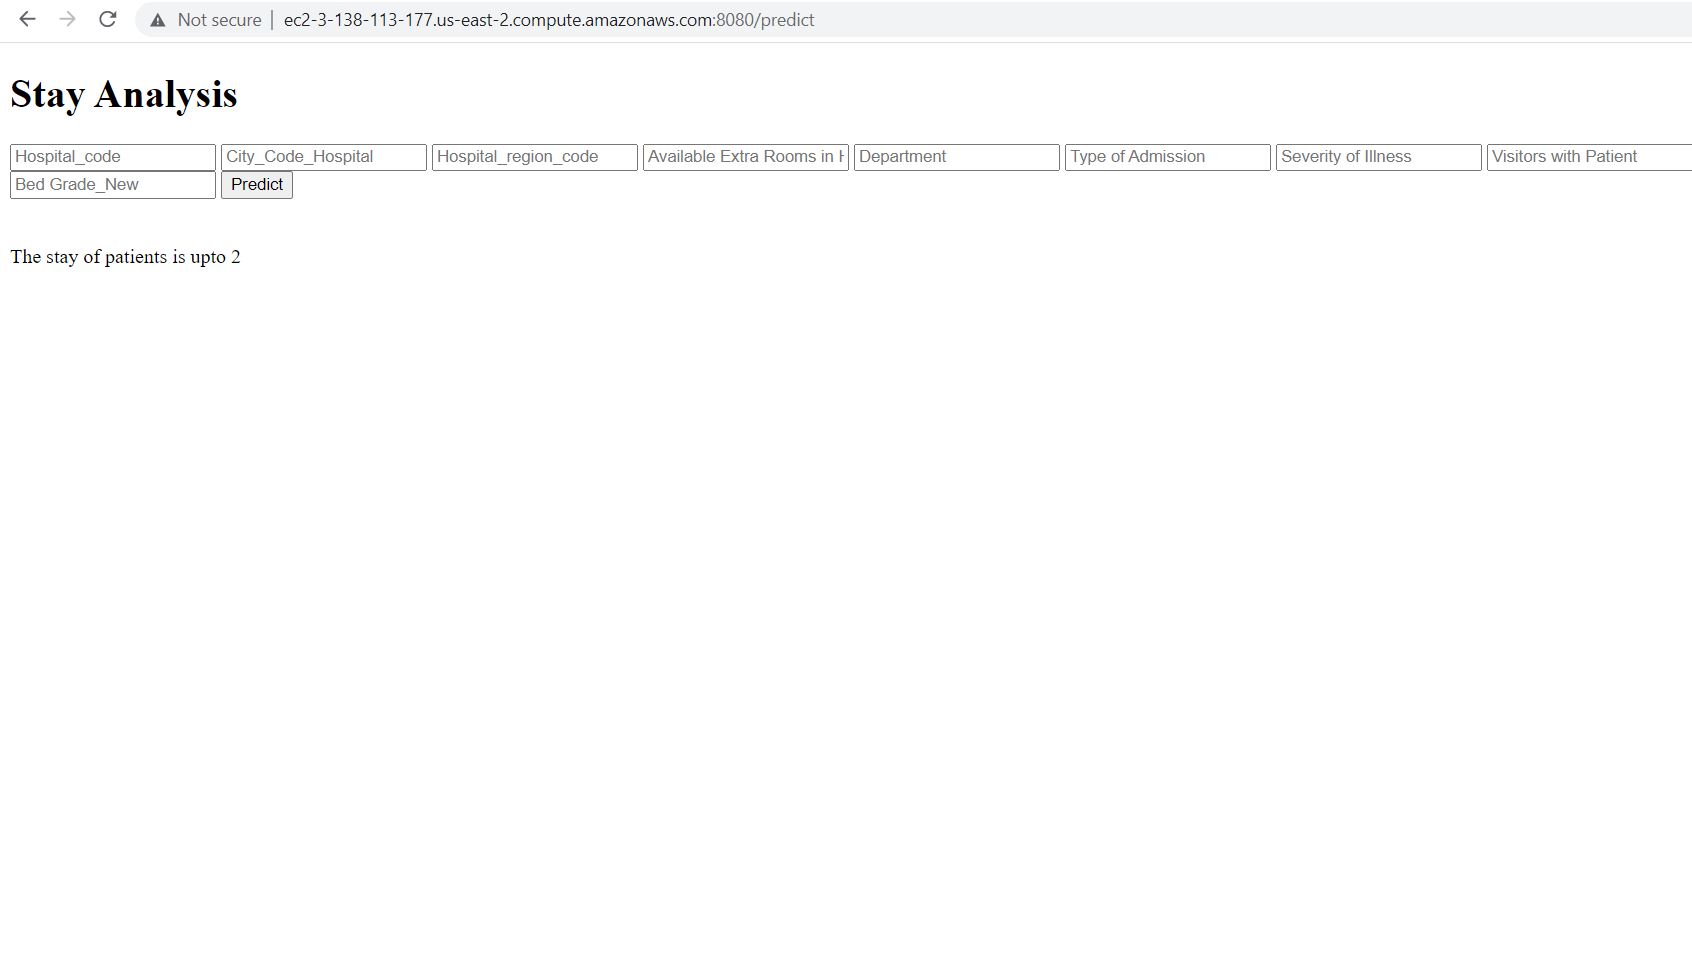 Not secure | ec2-3-138-113-177.us-east-2.compute.amazonaws.com:8080/predict
Stay Analysis
Hospital_code City_Code_Hospital Hospital_region_code Available Extra Rooms in Department Type of Admission Severity of Illness Visitors with Patient
Bed Grade_New Predict
The stay of patients is upto 2